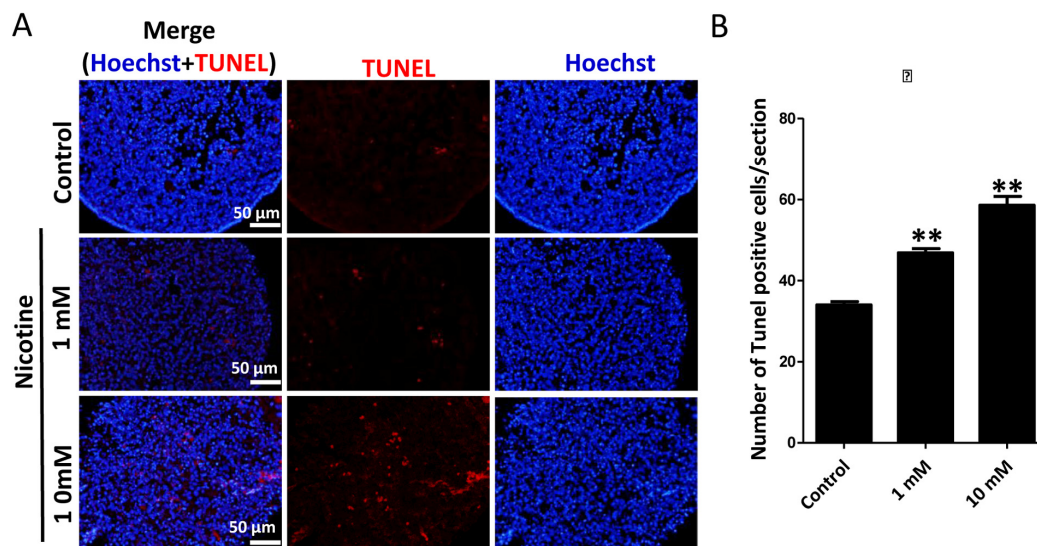 A
Merge
(Hoechst+TUNEL)
TUNEL
Hoechst
Control
50 µm
Nicotine
1 mM
50 µm
1 0mM
50 µm
B
?
Number of Tunel positive cells/section
80
60
40
20
0
**
**
Control
1 mM
10 mM